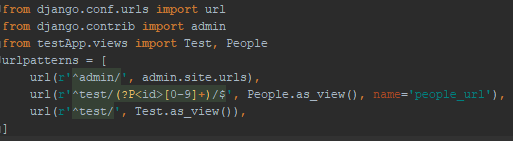 from django.conf.urls import url
from django.contrib import admin
from testApp.views import Test, People
urlpatterns = [
    url(r'^admin/', admin.site.urls),
    url(r'^test/(?P<id>[0-9]+)/$', People.as_view(), name='people_url'),
    url(r'^test/', Test.as_view()),
]